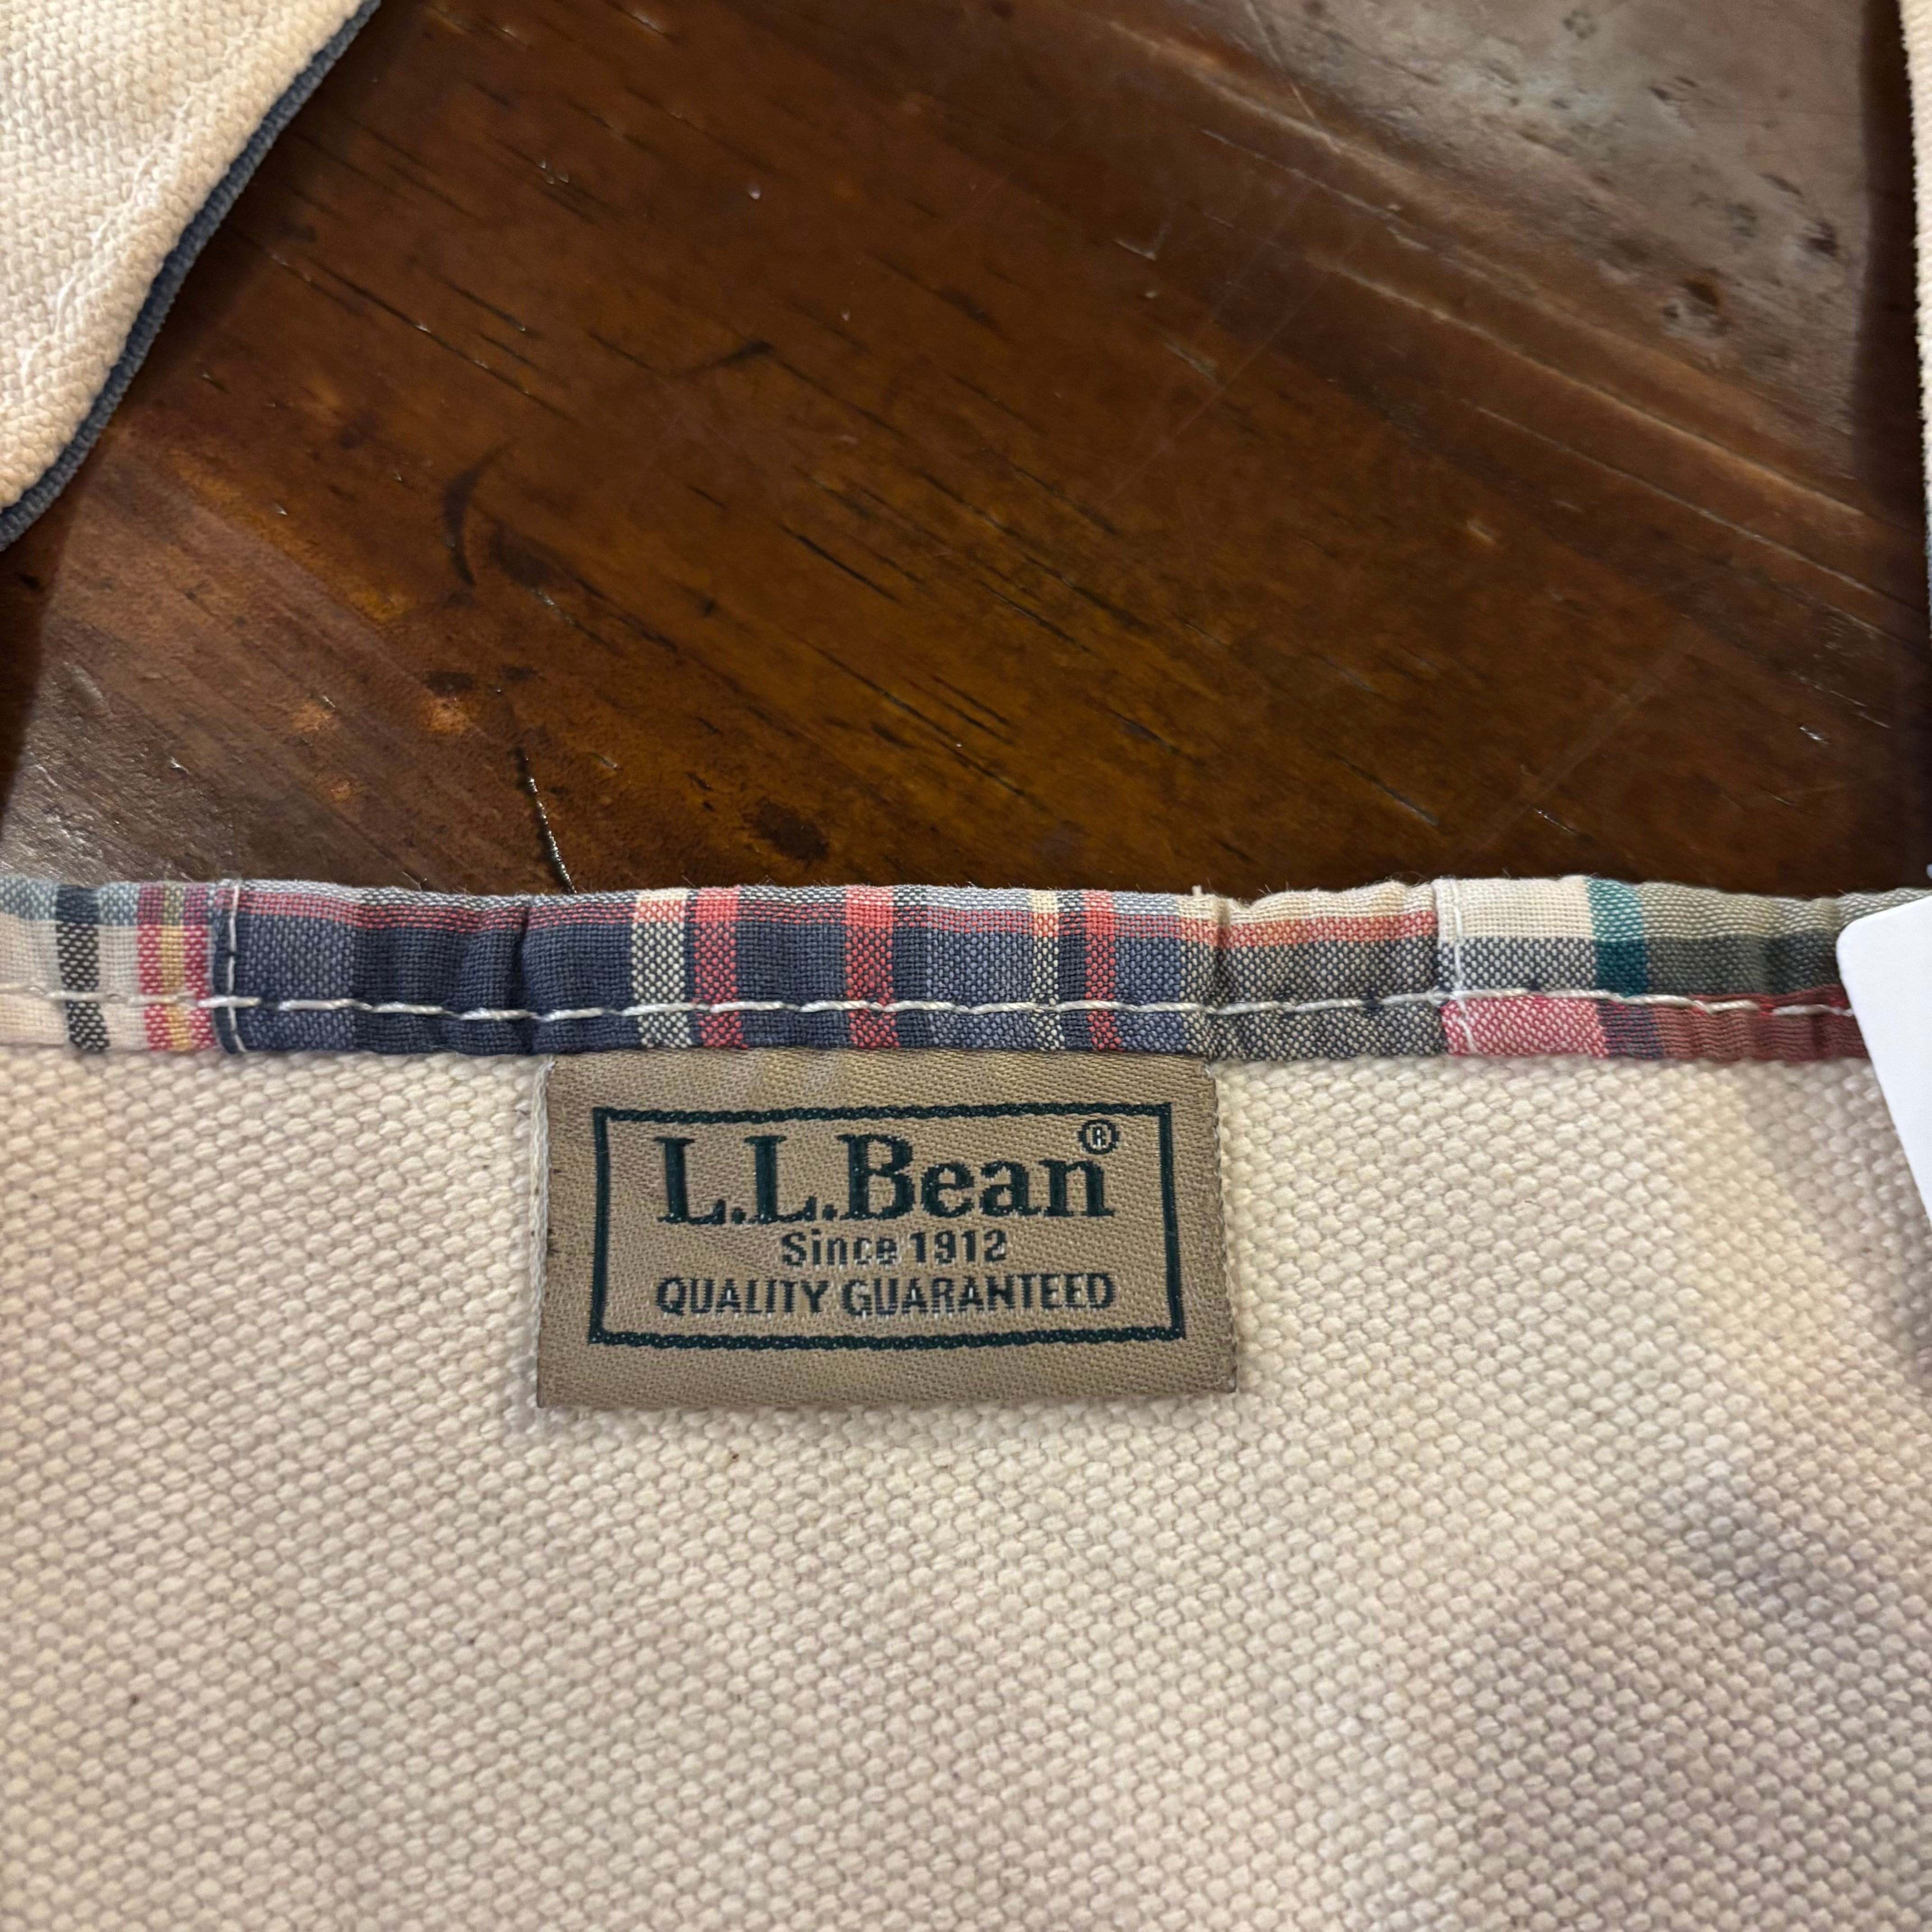 L.L.Bean®
Since 1912
QUALITY GUARANTEED